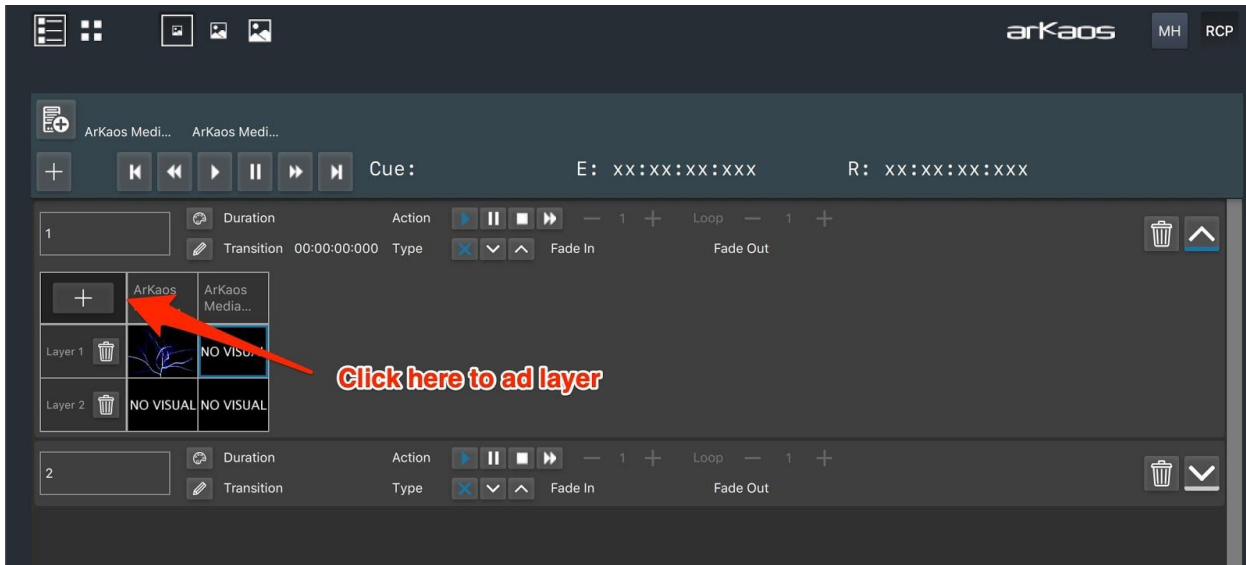 arKaos MH RCP
ArKaos Medi... ArKaos Medi...
Cue: E: xx:xx:xx:xxx R: xx:xx:xx:xxx
1 Duration Action 1 Loop 1
Transition 00:00:00:000 Type Fade In Fade Out
ArKaos ArKaos
Media...
Layer 1 NO VISUAL
Click here to ad layer
Layer 2 NO VISUAL NO VISUAL
2 Duration Action 1 Loop 1
Transition Type Fade In Fade Out